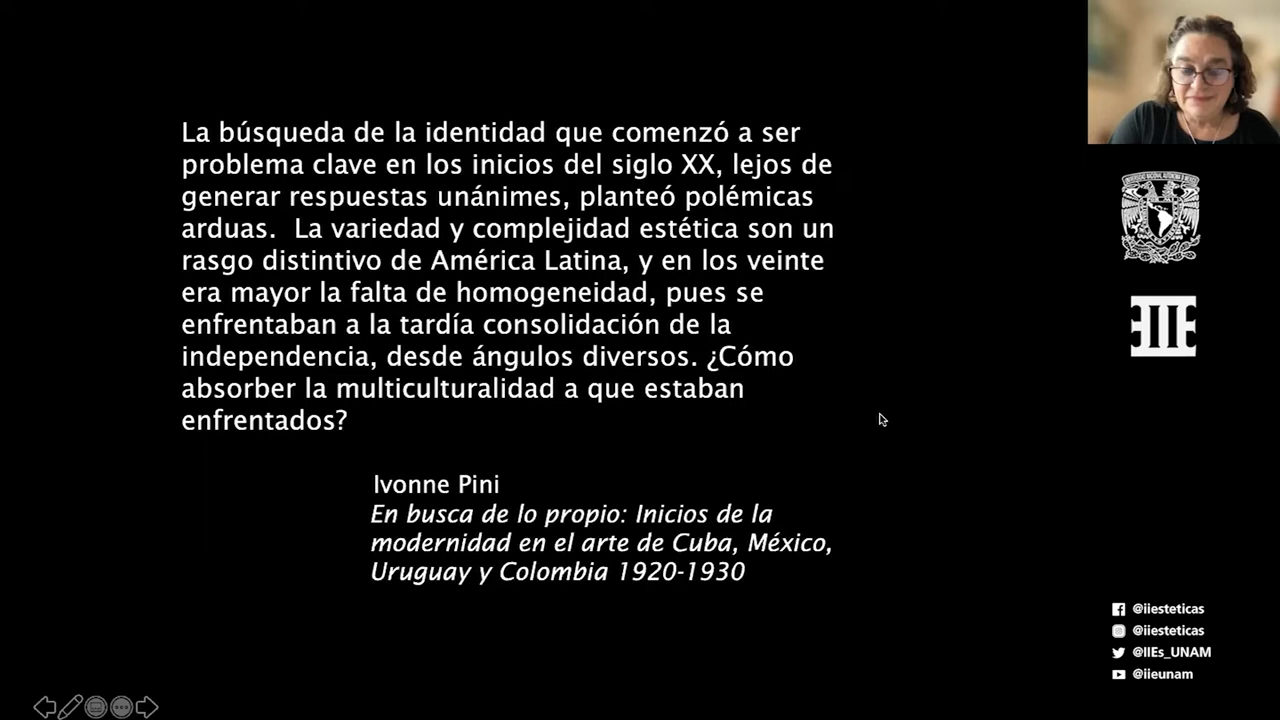 La búsqueda de la identidad que comenzó a ser
problema clave en los inicios del siglo XX, lejos de
generar respuestas unánimes, planteó polémicas
arduas.  La variedad y complejidad estética son un
rasgo distintivo de América Latina, y en los veinte
era mayor la falta de homogeneidad, pues se
enfrentaban a la tardía consolidación de la
independencia, desde ángulos diversos. ¿Cómo
absorber la multiculturalidad a que estaban
enfrentados?
Ivonne Pini
En busca de lo propio: Inicios de la
modernidad en el arte de Cuba, México,
Uruguay y Colombia 1920-1930
@iiesteticas
@iiesteticas
@IIEs_UNAM
@iieunam